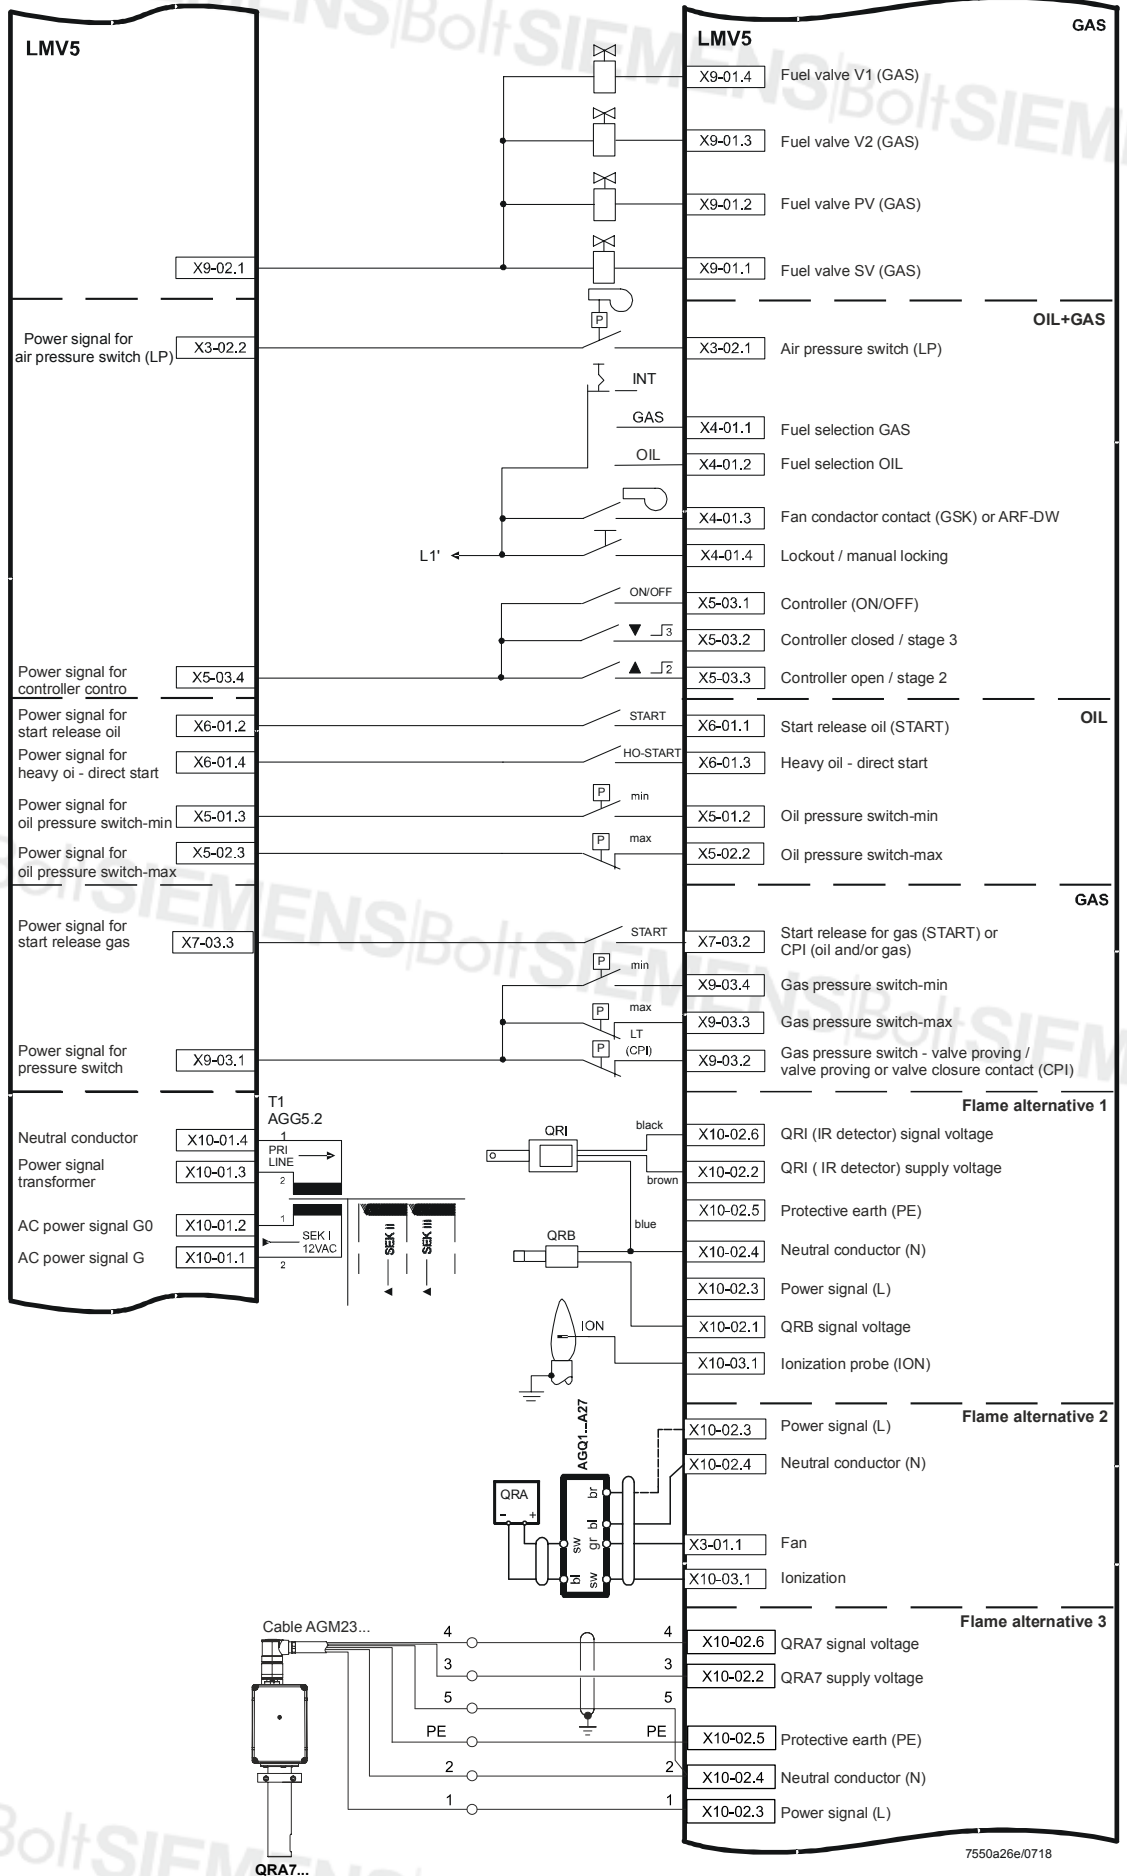 LMV5
LMV5
GAS
X9-01.4
Fuel valve V1 (GAS)
X9-01.3
Fuel valve V2 (GAS)
X9-01.2
Fuel valve PV (GAS)
X9-02.1
X9-01.1
Fuel valve SV (GAS)
OIL+GAS
Power signal for
air pressure switch (LP)
X3-02.2
P
X3-02.1
Air pressure switch (LP)
INT
GAS
X4-01.1
Fuel selection GAS
OIL
X4-01.2
Fuel selection OIL
X4-01.3
Fan condactor contact (GSK) or ARF-DW
L1'
X4-01.4
Lockout / manual locking
ON/OFF
X5-03.1
Controller (ON/OFF)
3
X5-03.2
Controller closed / stage 3
Power signal for
controller contro
X5-03.4
2
X5-03.3
Controller open / stage 2
OIL
Power signal for
start release oil
X6-01.2
START
X6-01.1
Start release oil (START)
Power signal for
heavy oi - direct start
X6-01.4
HO-START
X6-01.3
Heavy oil - direct start
Power signal for
oil pressure switch-min
X5-01.3
P
min
X5-01.2
Oil pressure switch-min
Power signal for
oil pressure switch-max
X5-02.3
P
max
X5-02.2
Oil pressure switch-max
GAS
Power signal for
start release gas
X7-03.3
START
X7-03.2
Start release for gas (START) or
CPI (oil and/or gas)
P
min
X9-03.4
Gas pressure switch-min
P
max
X9-03.3
Gas pressure switch-max
Power signal for
pressure switch
X9-03.1
P
LT
(CPI)
X9-03.2
Gas pressure switch - valve proving /
valve proving or valve closure contact (CPI)
Flame alternative 1
T1
AGG5.2
Neutral conductor
X10-01.4
1
PRI
LINE
Power signal
transformer
X10-01.3
2
AC power signal G0
X10-01.2
1
SEK I
12VAC
AC power signal G
X10-01.1
2
SEK II
SEK III
QRI
black
X10-02.6
QRI (IR detector) signal voltage
brown
X10-02.2
QRI ( IR detector) supply voltage
X10-02.5
Protective earth (PE)
blue
QRB
X10-02.4
Neutral conductor (N)
X10-02.3
Power signal (L)
X10-02.1
QRB signal voltage
ION
X10-03.1
Ionization probe (ION)
Flame alternative 2
AGQ1...A27
X10-02.3
Power signal (L)
X10-02.4
Neutral conductor (N)
QRA
- +
br
bl
sw
gr
bl
sw
X3-01.1
Fan
X10-03.1
Ionization
Flame alternative 3
Cable AGM23...
4
4
X10-02.6
QRA7 signal voltage
3
3
X10-02.2
QRA7 supply voltage
5
5
PE
PE
X10-02.5
Protective earth (PE)
2
2
X10-02.4
Neutral conductor (N)
1
1
X10-02.3
Power signal (L)
QRA7...
7550a26e/0718
SIEMENS|BoltSIEMENS|BoltSIEMENS
BoltSIEMENS|BoltSIEMENS|BoltSIEMENS
BoltSIEMENS